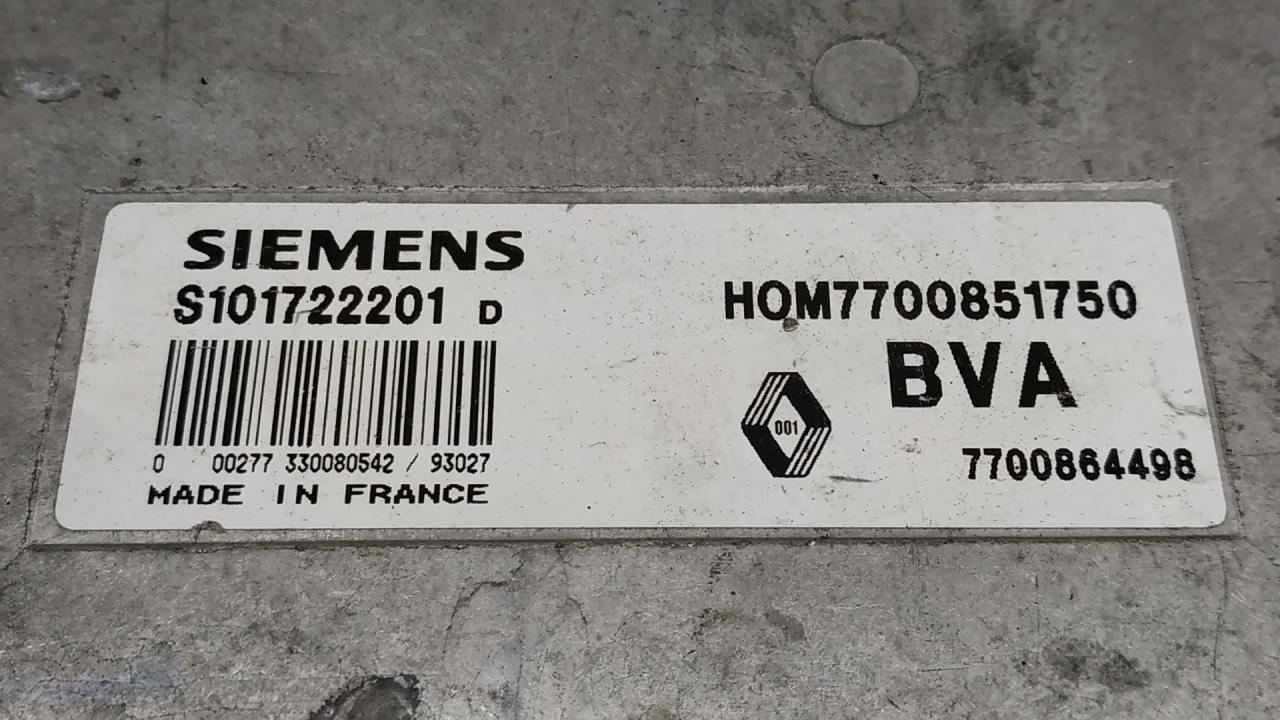 SIEMENS
S101722201 D
0 00277 330080542 / 93027
MADE IN FRANCE
HOM7700851750
BVA
001
7700864498